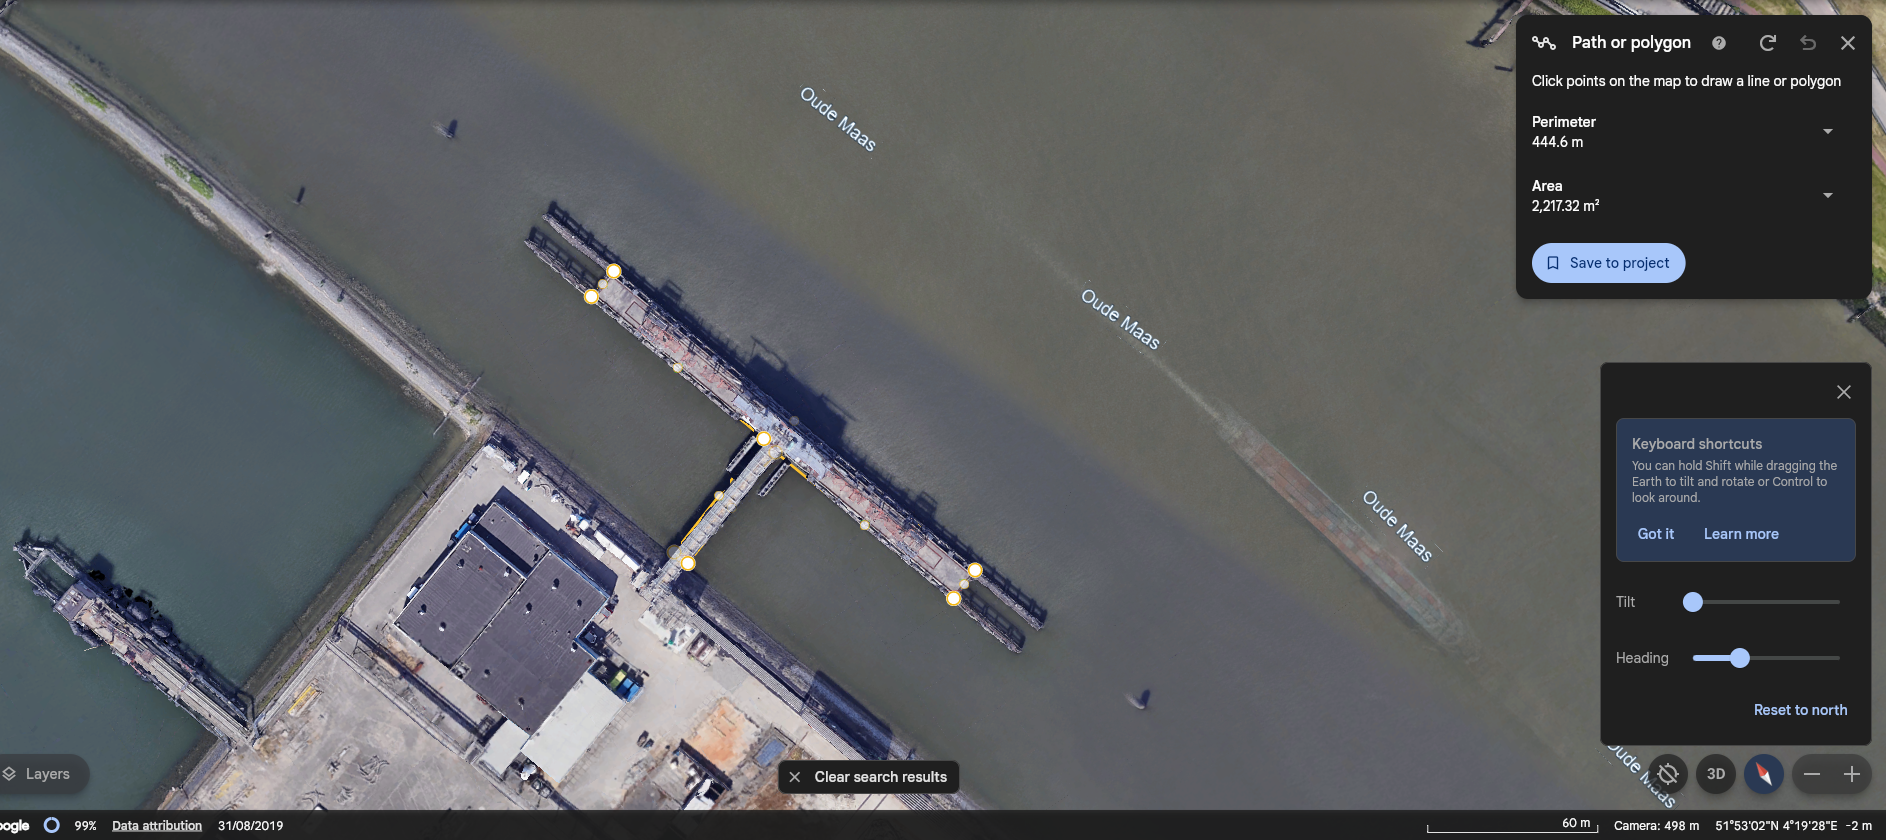 Path or polygon
Click points on the map to draw a line or polygon
Perimeter
444.6 m
Area
2,217.32 m²
Save to project
Oude Maas
Oude Maas
Oude Maas
Oude Maas
Keyboard shortcuts
You can hold Shift while dragging the
Earth to tilt and rotate or Control to
look around.
Got it Learn more
Tilt
Heading
Reset to north
Layers
Clear search results
3D
oogle 99% Data attribution 31/08/2019 60 m Camera: 498 m 51°53'02"N 4°19'28"E -2 m